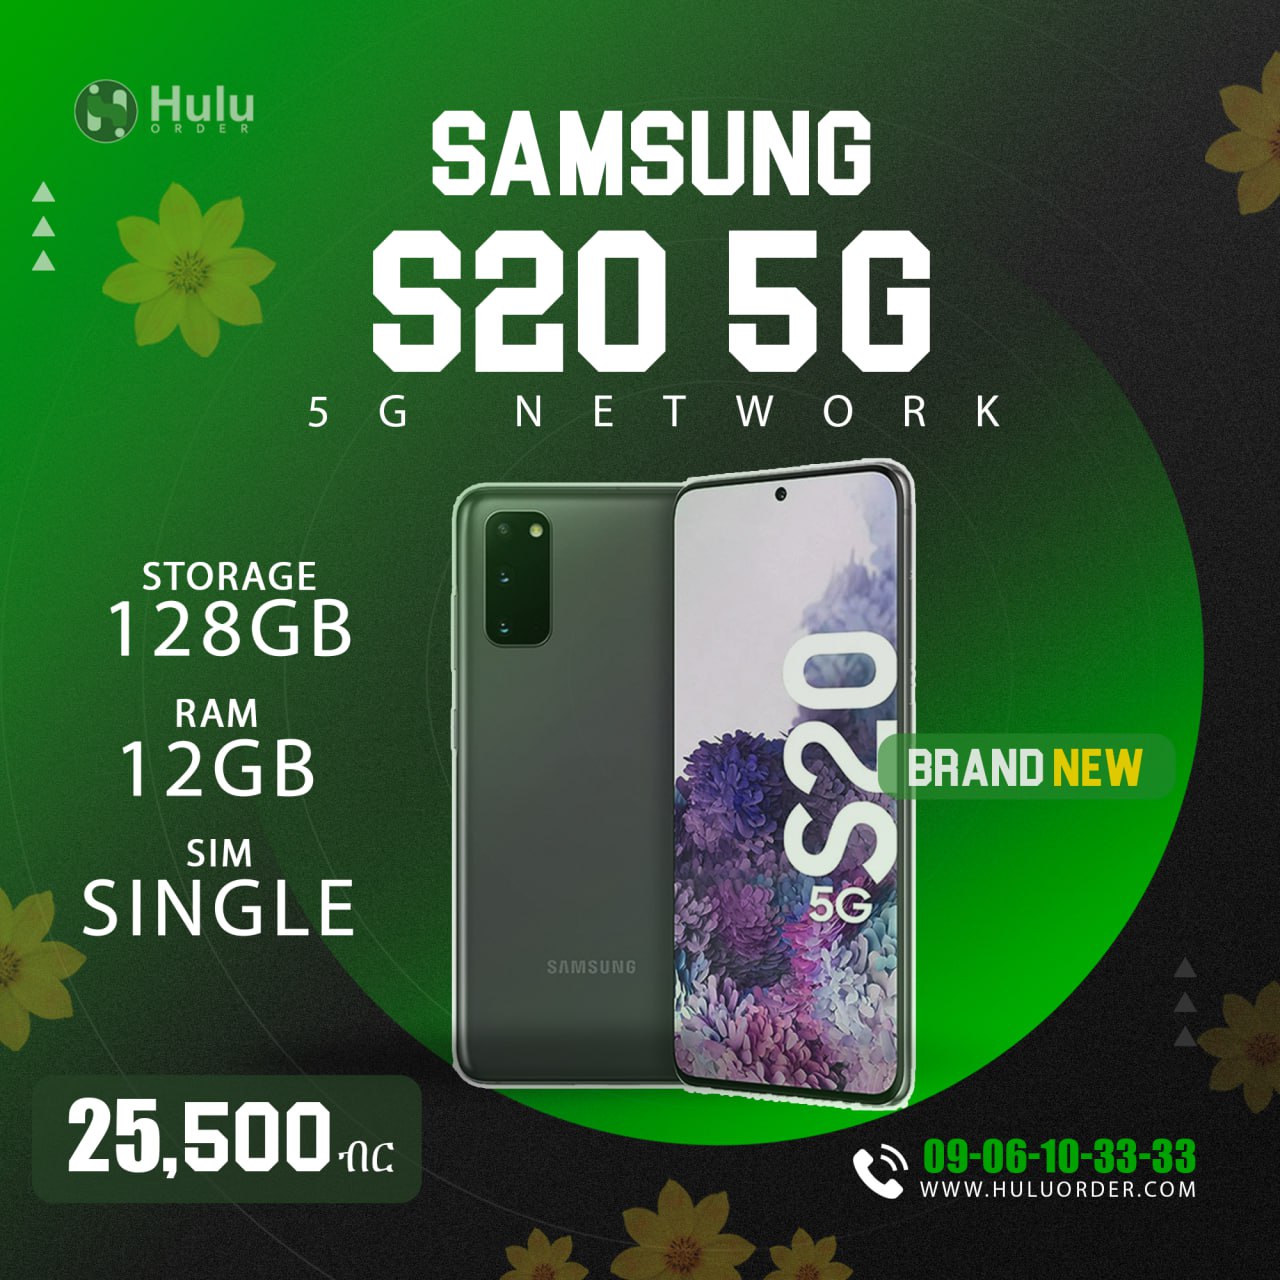 Hulu
ORDER
SAMSUNG
S20 5G
5G NETWORK
STORAGE
128GB
RAM
12GB
SIM
SINGLE
SAMSUNG
S20
5G
BRAND NEW
25,500 ብር
09-06-10-33-33
WWW.HULUORDER.COM